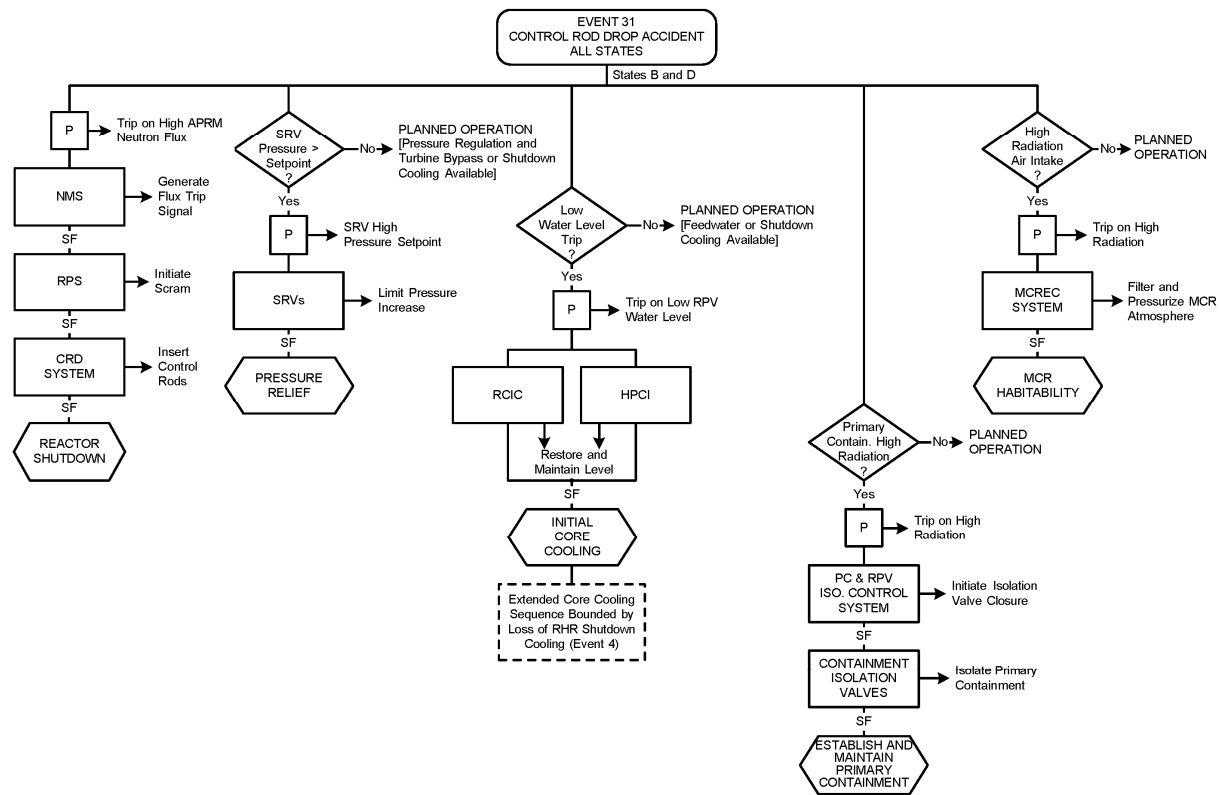 EVENT 31
CONTROL ROD DROP ACCIDENT
ALL STATES
States B and D
P
Trip on High APRM
Neutron Flux
NMS
Generate
Flux Trip
Signal
SF
RPS
Initiate
Scram
SF
CRD
SYSTEM
Insert
Control
Rods
SF
REACTOR
SHUTDOWN
SRV
Pressure >
Setpoint
?
No
PLANNED OPERATION
[Pressure Regulation and
Turbine Bypass or Shutdown
Cooling Available]
Yes
P
SRV High
Pressure Setpoint
SRVs
Limit Pressure
Increase
SF
PRESSURE
RELIEF
Low
Water Level
Trip
?
No
PLANNED OPERATION
[Feedwater or Shutdown
Cooling Available]
Yes
P
Trip on Low RPV
Water Level
RCIC
HPCI
Restore and
Maintain Level
SF
INITIAL
CORE
COOLING
Extended Core Cooling
Sequence Bounded by
Loss of RHR Shutdown
Cooling (Event 4)
Primary
Contain. High
Radiation
?
No
PLANNED
OPERATION
Yes
P
Trip on High
Radiation
PC & RPV
ISO. CONTROL
SYSTEM
Initiate Isolation
Valve Closure
SF
CONTAINMENT
ISOLATION
VALVES
Isolate Primary
Containment
SF
ESTABLISH AND
MAINTAIN
PRIMARY
CONTAINMENT
High
Radiation
Air Intake
?
No
PLANNED
OPERATION
Yes
P
Trip on High
Radiation
MCREC
SYSTEM
Filter and
Pressurize MCR
Atmosphere
SF
MCR
HABITABILITY